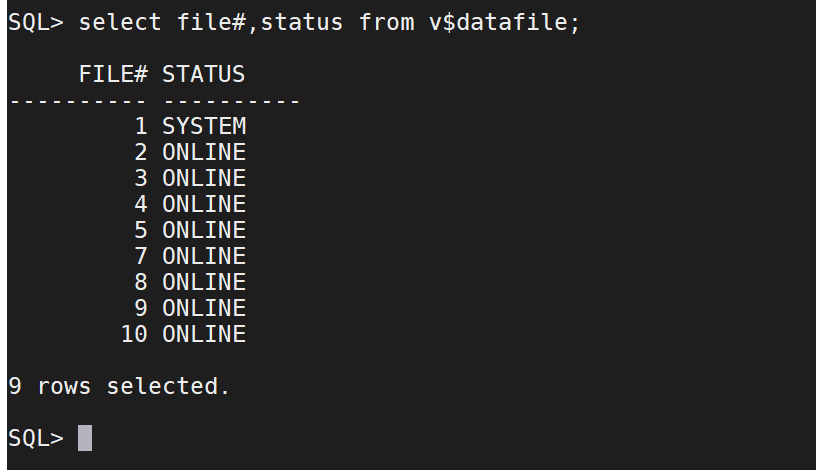 SQL> select file#,status from v$datafile;
     FILE# STATUS
---------- ----------
         1 SYSTEM
         2 ONLINE
         3 ONLINE
         4 ONLINE
         5 ONLINE
         7 ONLINE
         8 ONLINE
         9 ONLINE
        10 ONLINE
9 rows selected.
SQL>